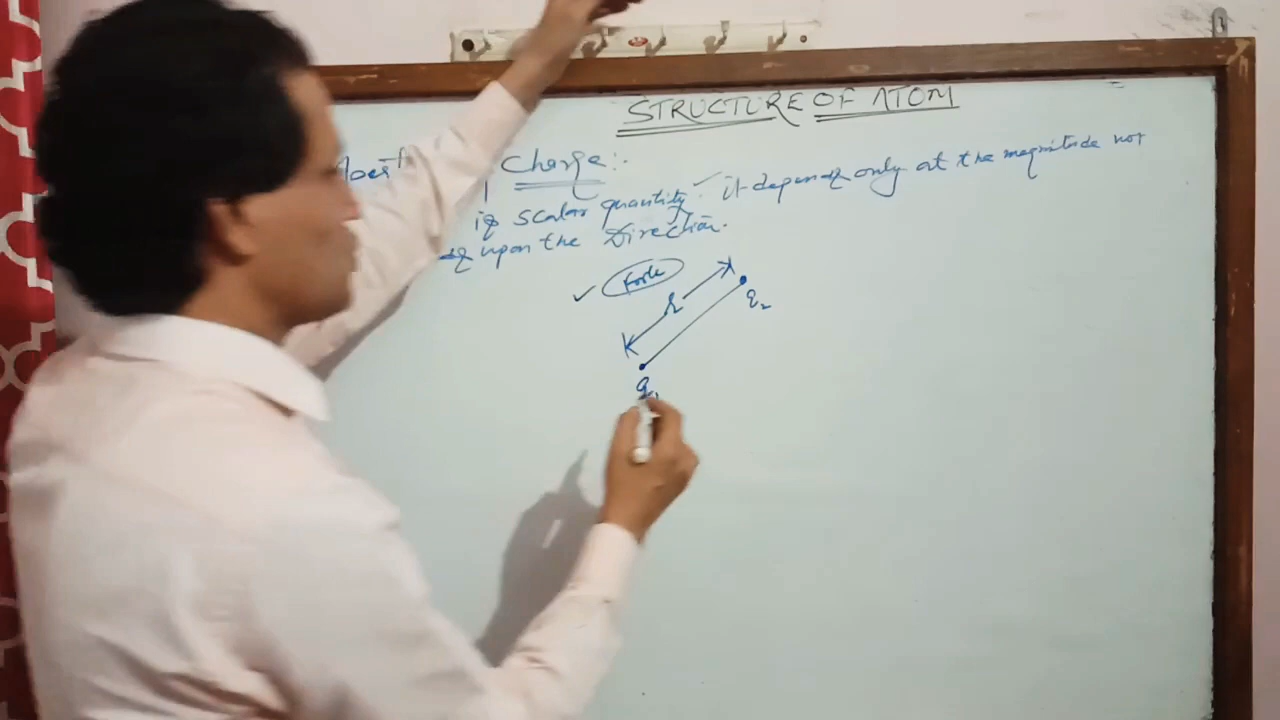 STRUCTURE OF ATOM
Charge:.
is scalar quantity. it depends only at the magnitude nor
upon the Direction.
Force
r
q2
q1